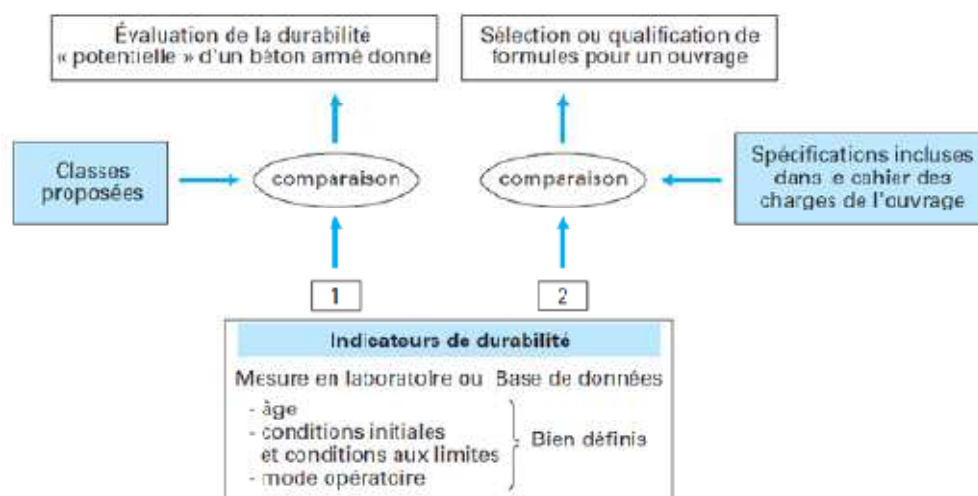 Évaluation de la durabilité
« potentielle » d'un béton armé donné
Sélection ou qualification de
formules pour un ouvrage
Classes
proposées
comparaison
comparaison
Spécifications incluses
dans le cahier des
charges de l'ouvrage
1
2
Indicateurs de durabilité
Mesure en laboratoire ou Base de données
- âge
- conditions initiales
et conditions aux limites
- mode opératoire
Bien définis